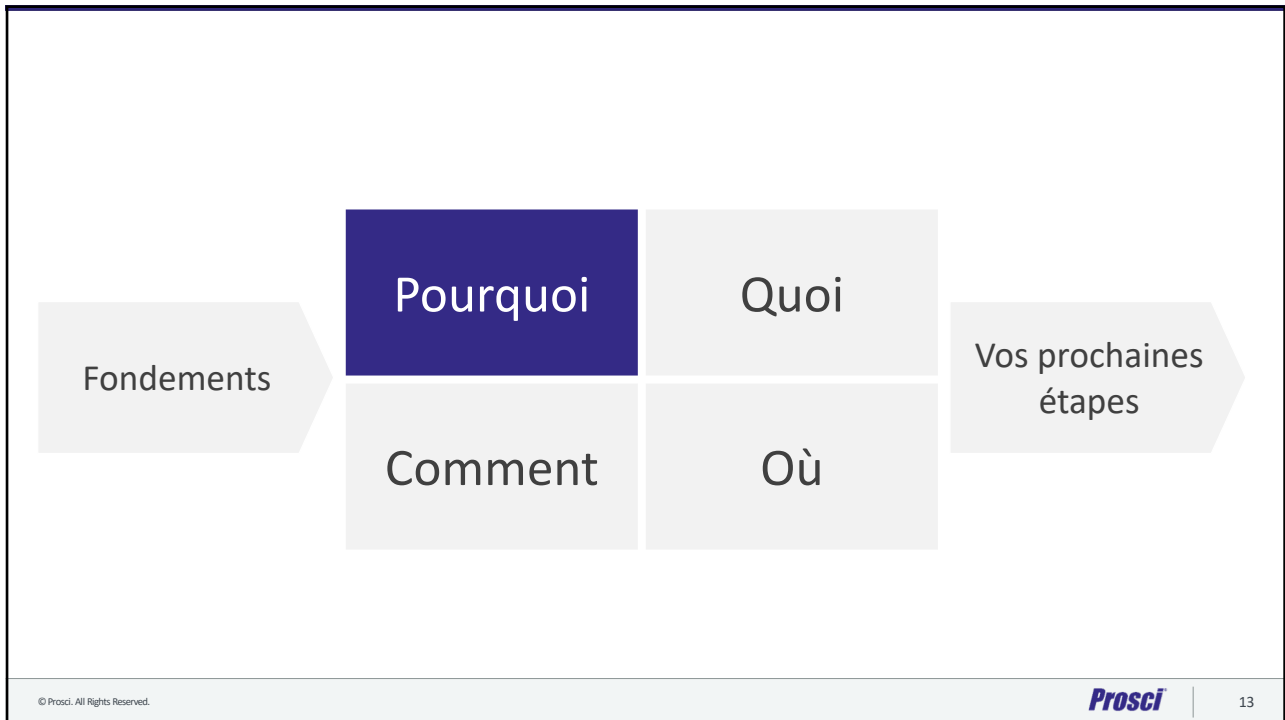 Fondements
Pourquoi
Quoi
Comment
Où
Vos prochaines
étapes
© Prosci. All Rights Reserved.
Prosci
13